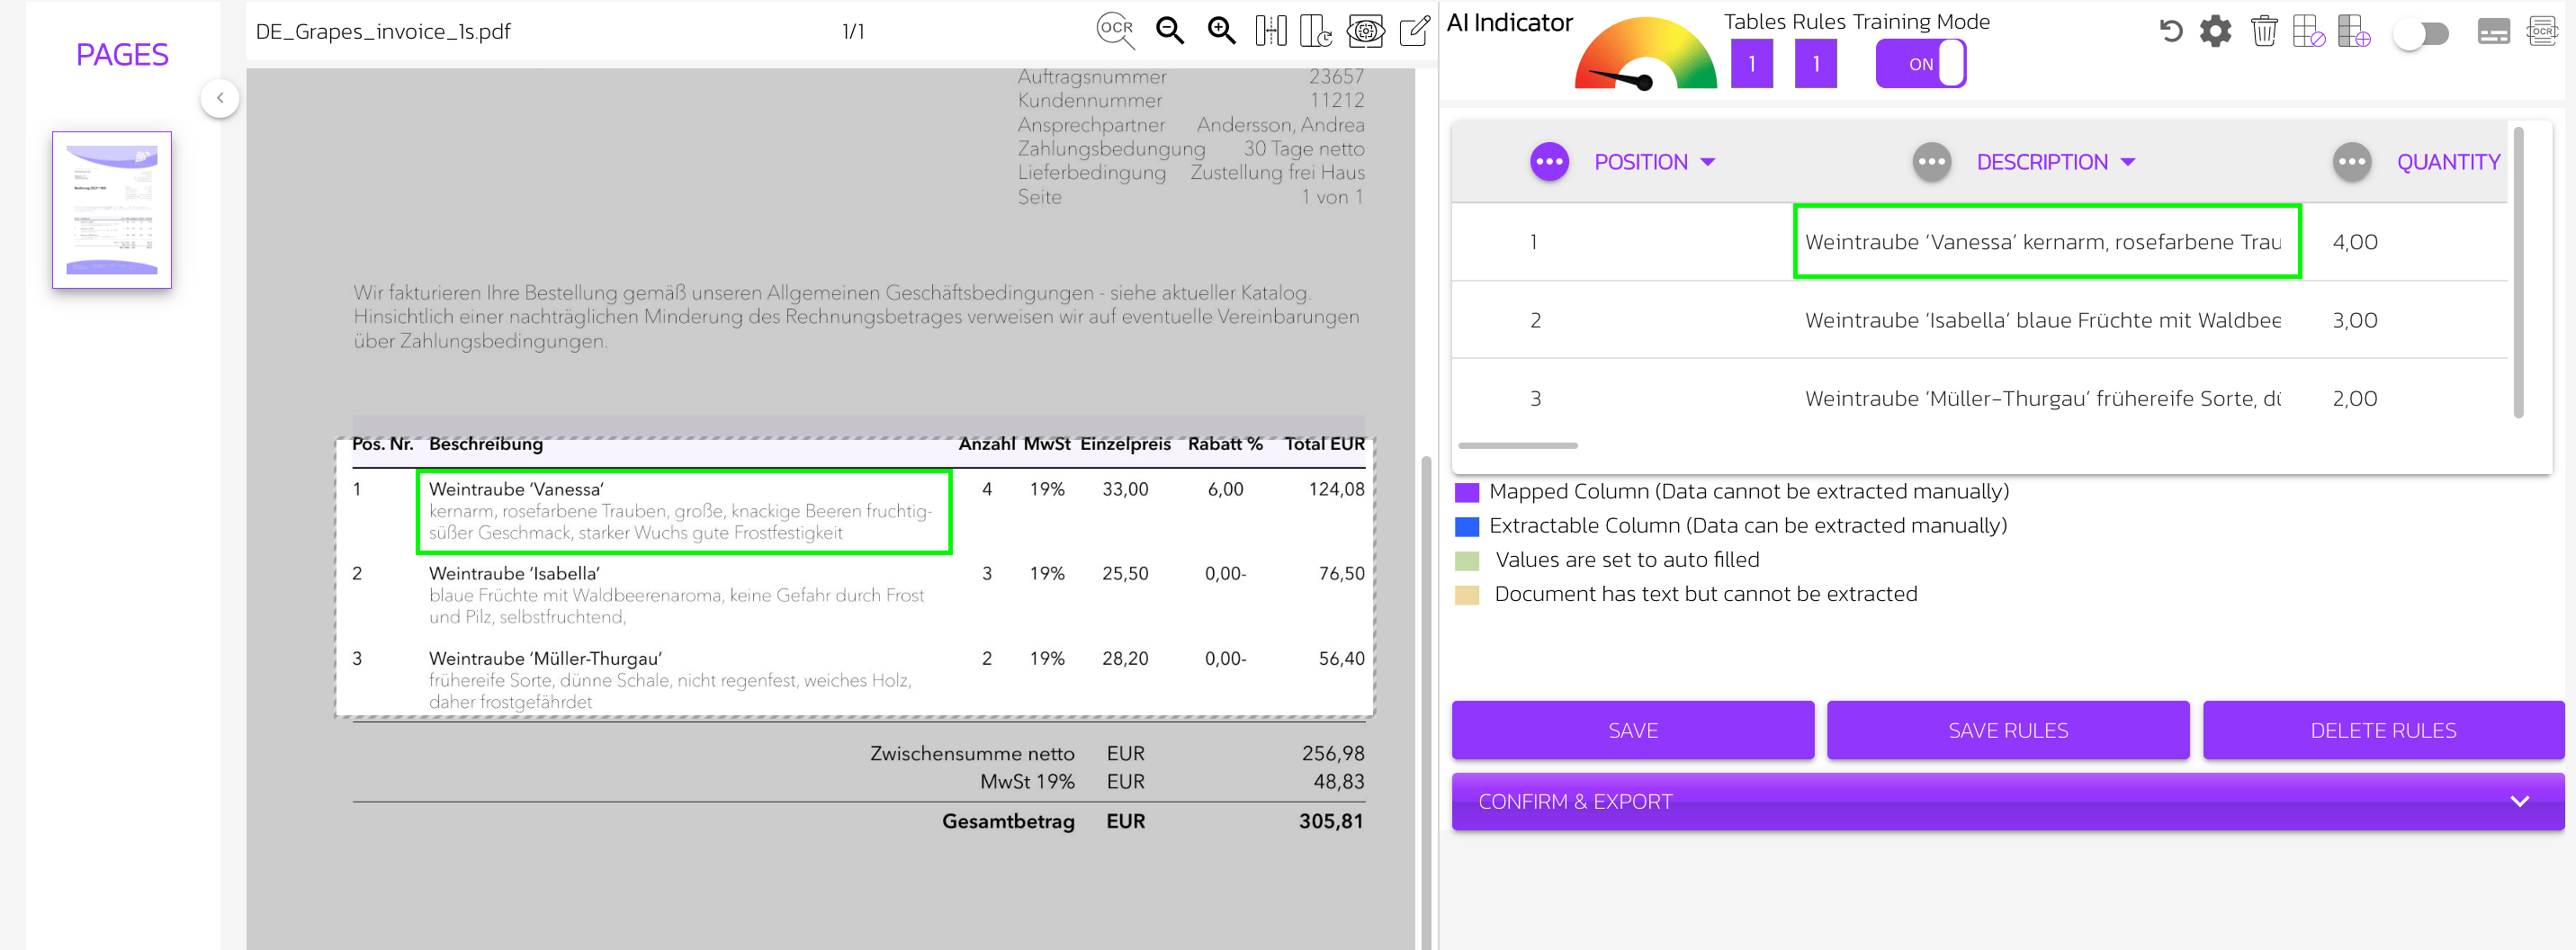 PAGES
DE_Grapes_invoice_1s.pdf
1/1
OCR
Auftragsnummer 23657
Kundennummer 11212
Ansprechpartner Andersson, Andrea
Zahlungsbedungung 30 Tage netto
Lieferbedingung Zustellung frei Haus
Seite 1 von 1
Wir fakturieren Ihre Bestellung gemäß unseren Allgemeinen Geschäftsbedingungen - siehe aktueller Katalog.
Hinsichtlich einer nachträglichen Minderung des Rechnungsbetrages verweisen wir auf eventuelle Vereinbarungen
über Zahlungsbedingungen.
Pos. Nr. Beschreibung Anzahl MwSt Einzelpreis Rabatt % Total EUR
1 Weintraube ‘Vanessa’ 4 19% 33,00 6,00 124,08
kernarm, rosefarbene Trauben, große, knackige Beeren fruchtig-
süßer Geschmack, starker Wuchs gute Frostfestigkeit
2 Weintraube ‘Isabella’ 3 19% 25,50 0,00- 76,50
blaue Früchte mit Waldbeerenaroma, keine Gefahr durch Frost
und Pilz, selbstfruchtend,
3 Weintraube ‘Müller-Thurgau’ 2 19% 28,20 0,00- 56,40
frühereife Sorte, dünne Schale, nicht regenfest, weiches Holz,
daher frostgefährdet
Zwischensumme netto EUR 256,98
MwSt 19% EUR 48,83
Gesamtbetrag EUR 305,81
AI Indicator
Tables Rules Training Mode
1 1 ON
OCR
POSITION DESCRIPTION QUANTITY
1 Weintraube ‘Vanessa’ kernarm, rosefarbene Trau 4,00
2 Weintraube ‘Isabella’ blaue Früchte mit Waldbee 3,00
3 Weintraube ‘Müller-Thurgau’ frühereife Sorte, dü 2,00
Mapped Column (Data cannot be extracted manually)
Extractable Column (Data can be extracted manually)
Values are set to auto filled
Document has text but cannot be extracted
SAVE SAVE RULES DELETE RULES
CONFIRM & EXPORT